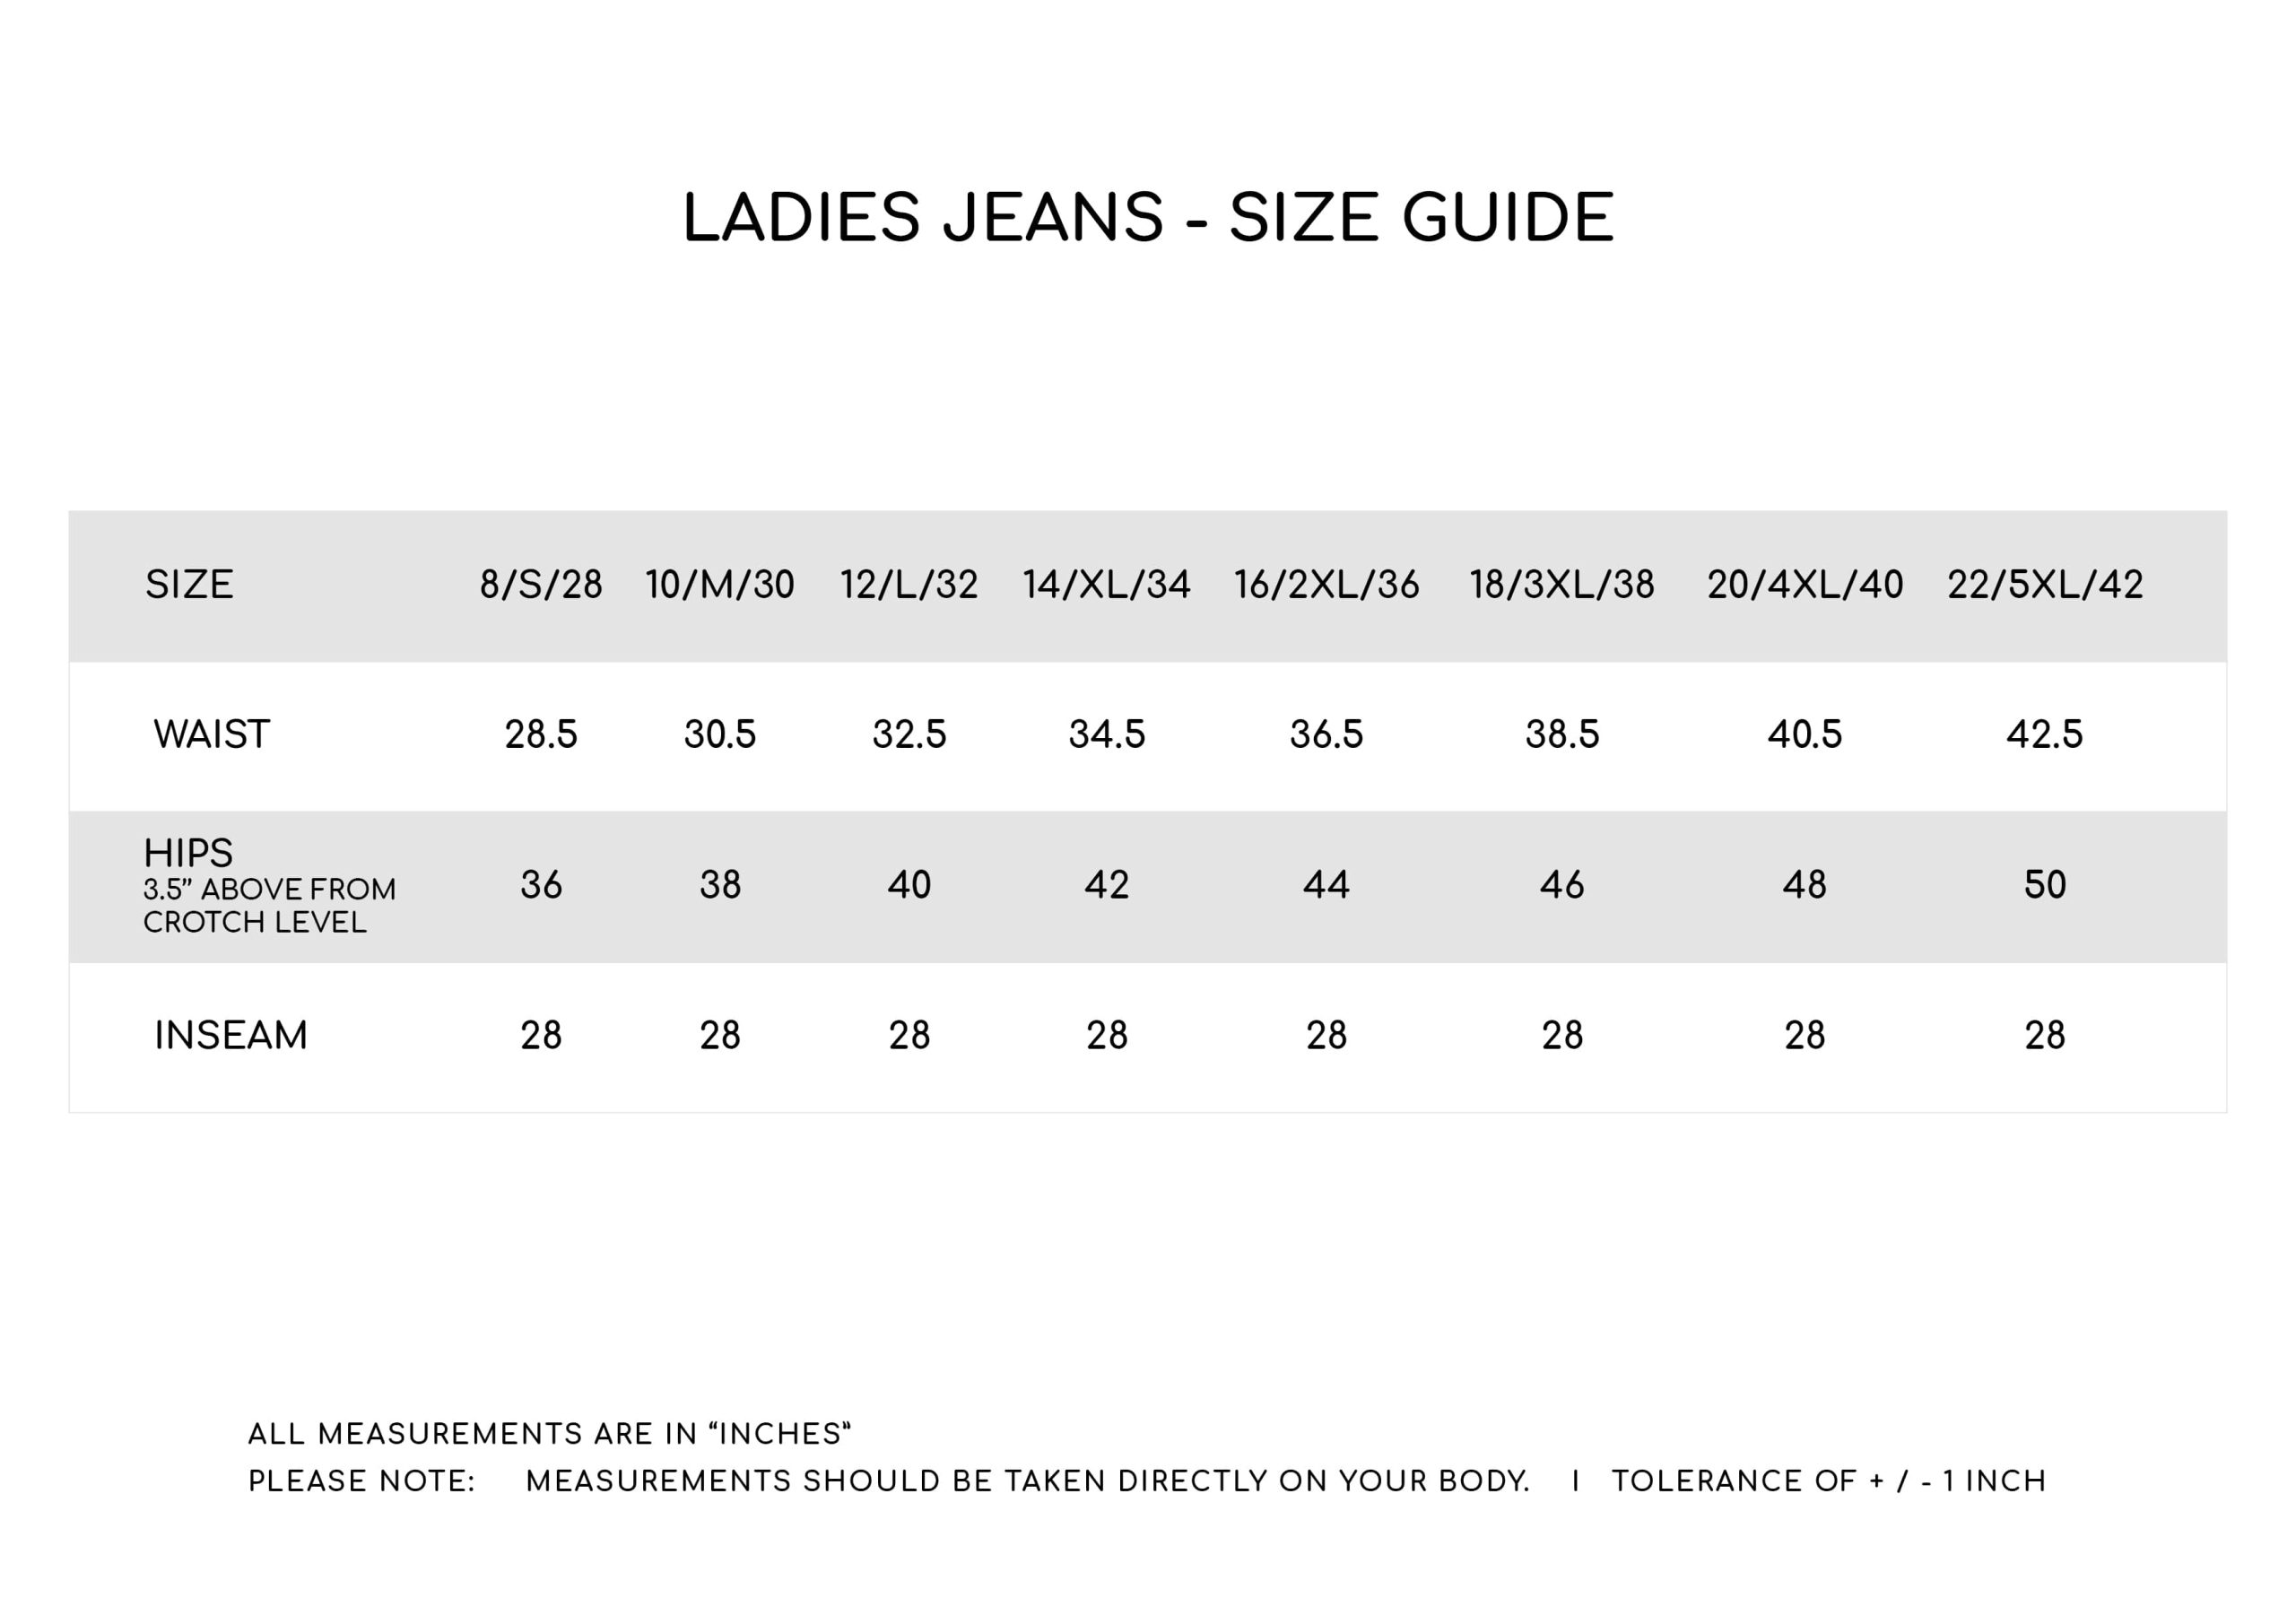 LADIES JEANS - SIZE GUIDE
SIZE 8/S/28 10/M/30 12/L/32 14/XL/34 16/2XL/36 18/3XL/38 20/4XL/40 22/5XL/42
WAIST 28.5 30.5 32.5 34.5 36.5 38.5 40.5 42.5
HIPS
3.5” ABOVE FROM
CROTCH LEVEL
36 38 40 42 44 46 48 50
INSEAM 28 28 28 28 28 28 28 28
ALL MEASUREMENTS ARE IN “INCHES”
PLEASE NOTE: MEASUREMENTS SHOULD BE TAKEN DIRECTLY ON YOUR BODY. | TOLERANCE OF + / - 1 INCH